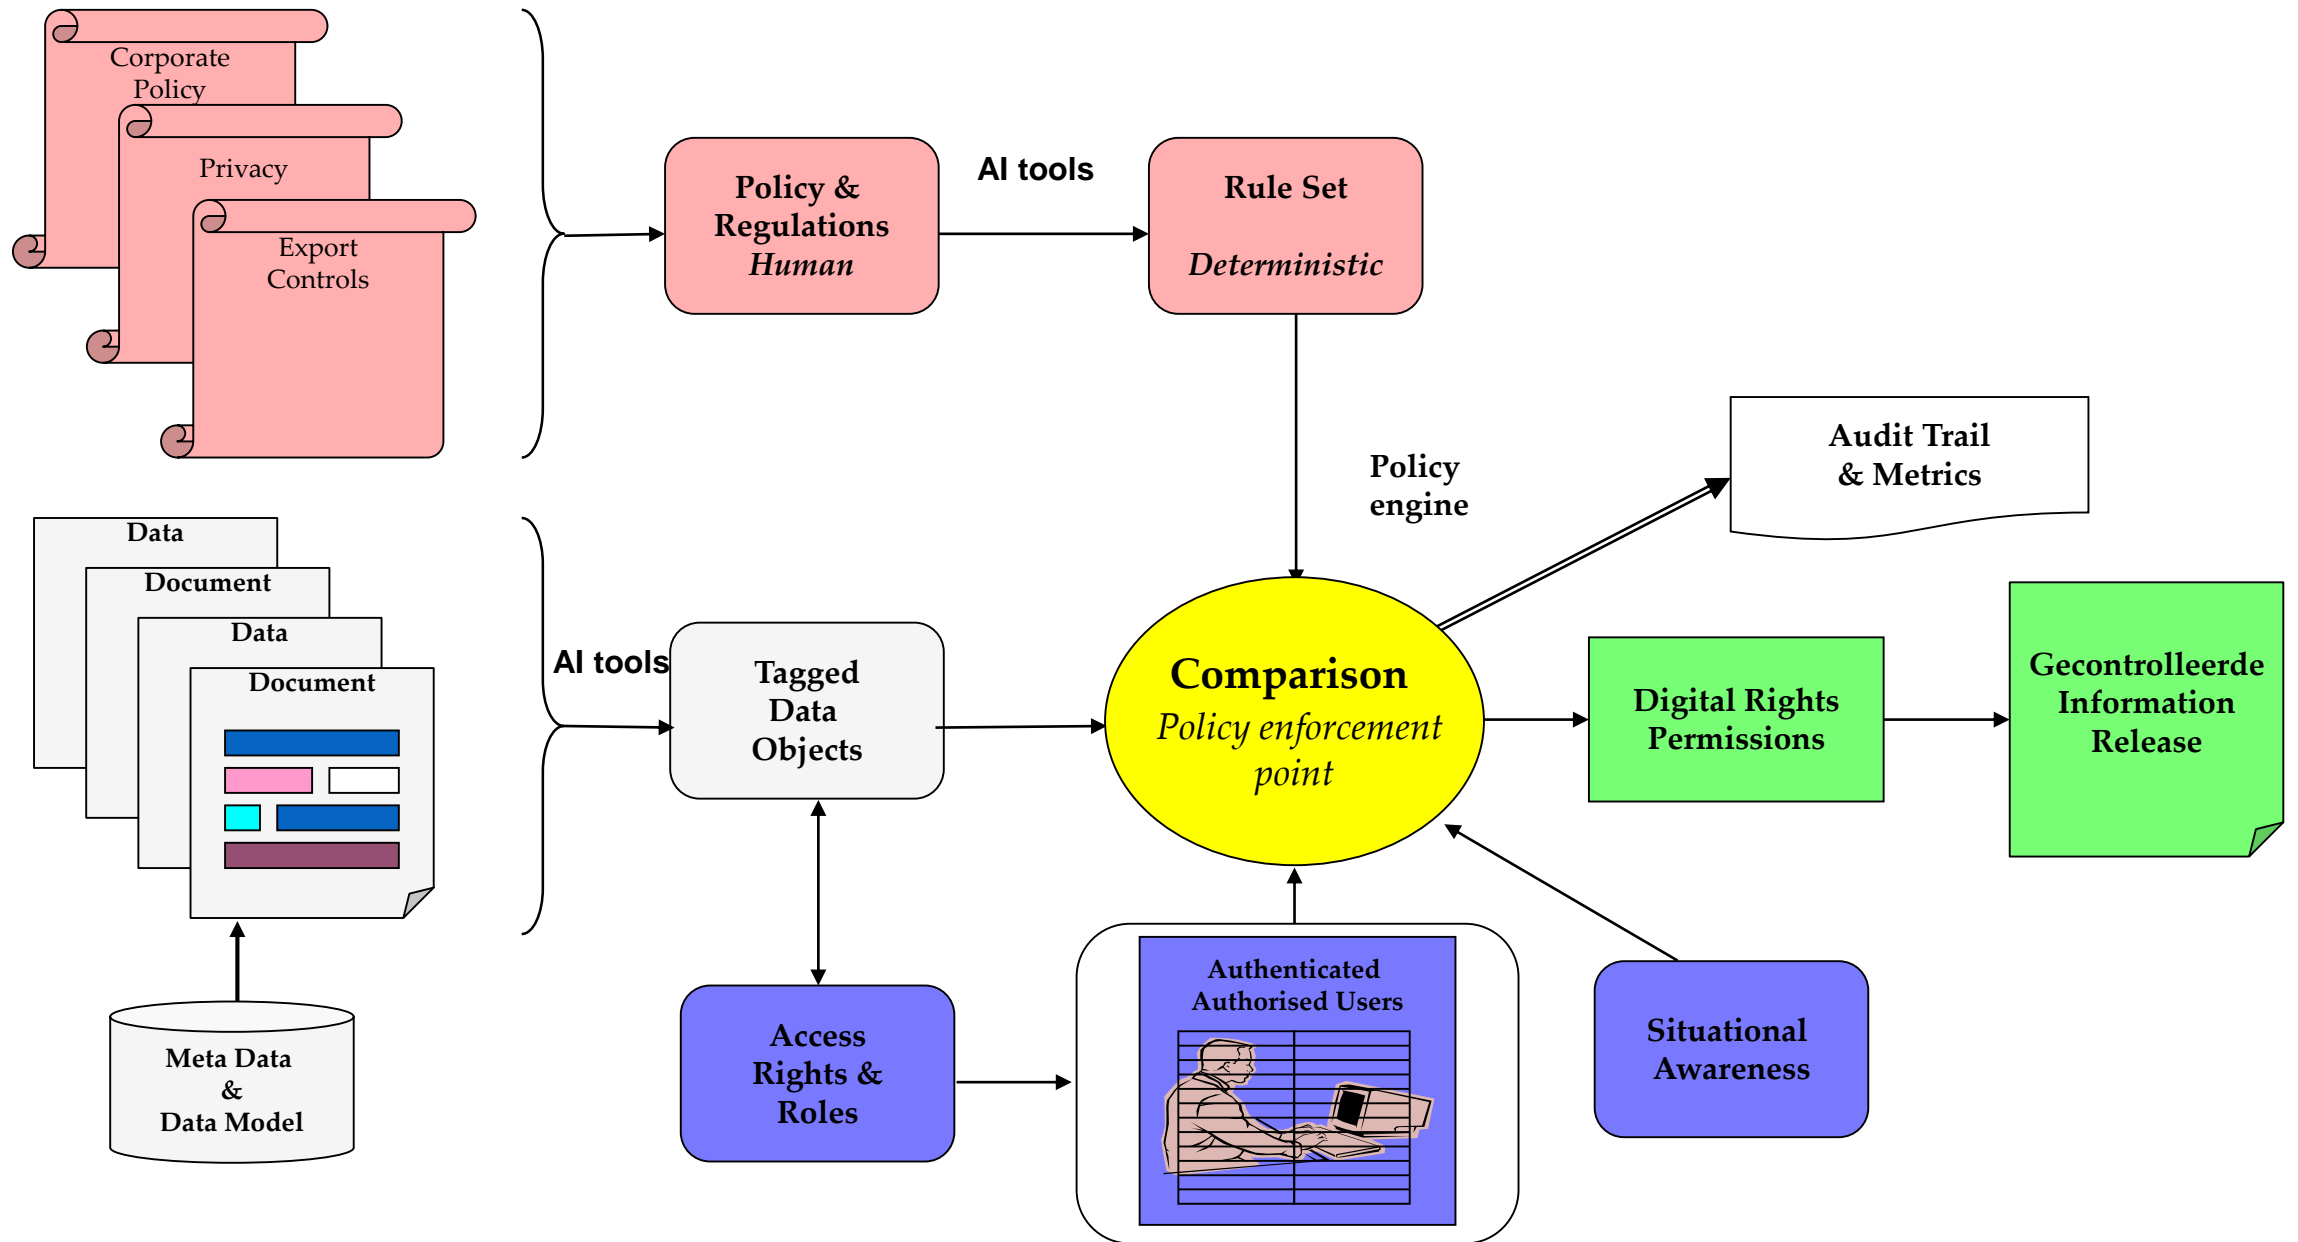 Corporate
Policy
Privacy
Export
Controls
Policy &
Regulations
Human
AI tools
Rule Set
Deterministic
Policy
engine
Audit Trail
& Metrics
Data
Document
Data
Document
AI tools
Tagged
Data
Objects
Comparison
Policy enforcement
point
Digital Rights
Permissions
Gecontrolleerde
Information
Release
Meta Data
&
Data Model
Access
Rights &
Roles
Authenticated
Authorised Users
Situational
Awareness